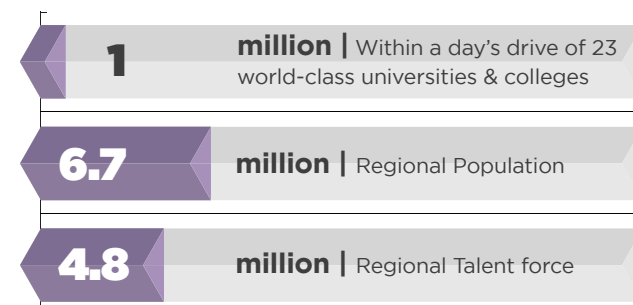 1 million | Within a day's drive of 23
world-class universities & colleges
6.7 million | Regional Population
4.8 million | Regional Talent force